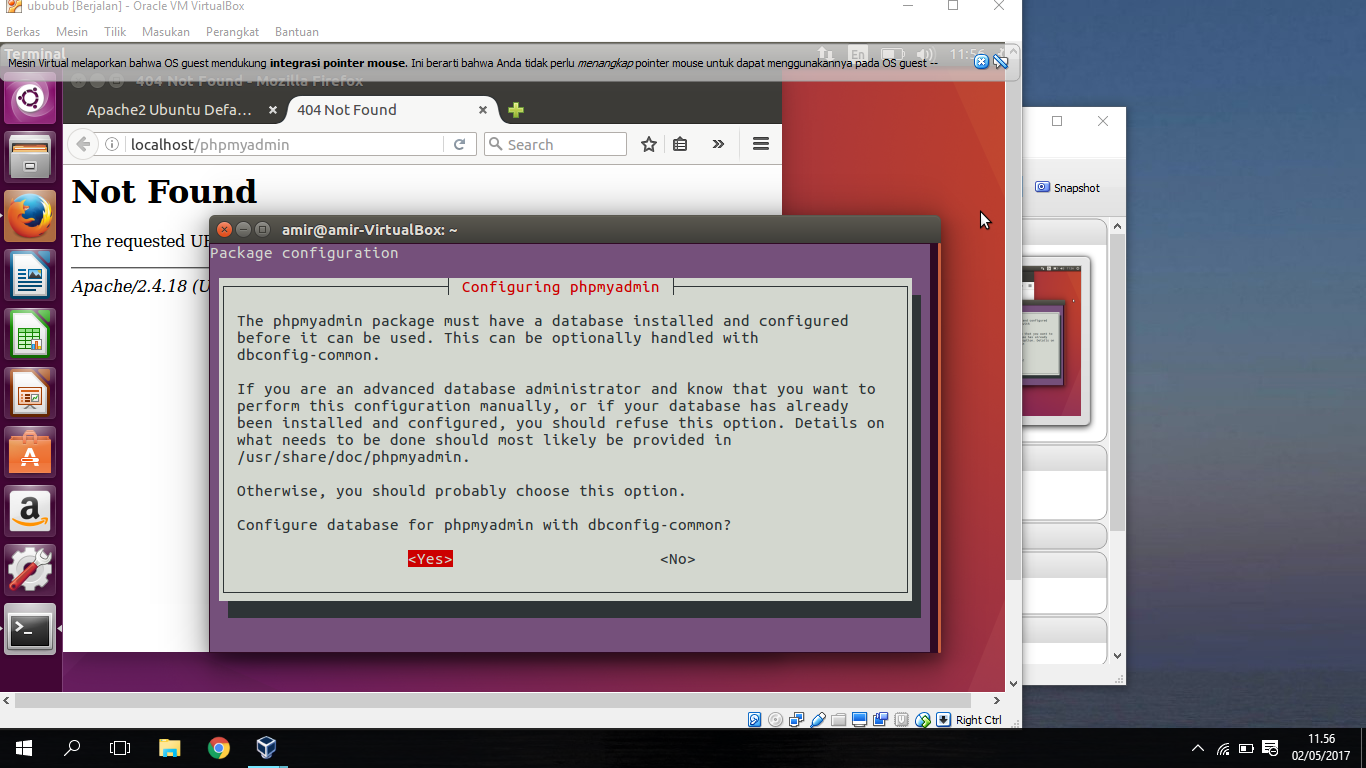 ububub [Berjalan] - Oracle VM VirtualBox
Berkas Mesin Tilik Masukan Perangkat Bantuan
Terminal
En
11:56
Mesin Virtual melaporkan bahwa OS guest mendukung integrasi pointer mouse. Ini berarti bahwa Anda tidak perlu menangkap pointer mouse untuk dapat menggunakannya pada OS guest --
404 Not Found - Mozilla Firefox
Apache2 Ubuntu Defa... 404 Not Found
localhost/phpmyadmin
Search
Not Found
The requested
Apache/2.4.18
amir@amir-VirtualBox: ~
Package configuration
Configuring phpmyadmin
The phpmyadmin package must have a database installed and configured
before it can be used. This can be optionally handled with
dbconfig-common.
If you are an advanced database administrator and know that you want to
perform this configuration manually, or if your database has already
been installed and configured, you should refuse this option. Details on
what needs to be done should most likely be provided in
/usr/share/doc/phpmyadmin.
Otherwise, you should probably choose this option.
Configure database for phpmyadmin with dbconfig-common?
<Yes> <No>
Snapshot
Right Ctrl
11.56
02/05/2017